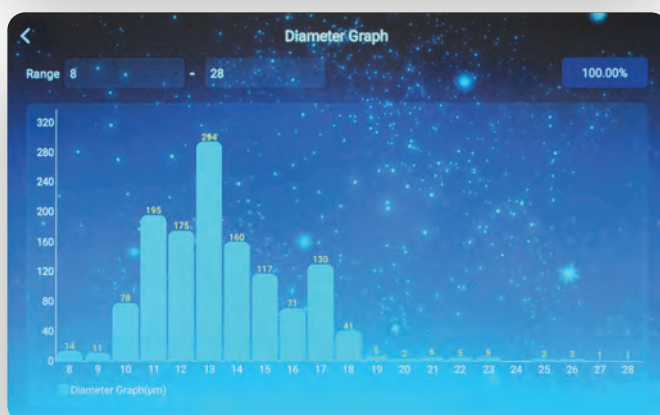 Diameter Graph
Range 8 - 28 100.00%
320
280
240
200
160
120
80
40
0
14 11 78 195 175 294 160 117 71 130 41 5 3 6 5 5 2 2 1 1
8 9 10 11 12 13 14 15 16 17 18 19 20 21 22 23 24 25 26 27 28
Diameter Graph(μm)